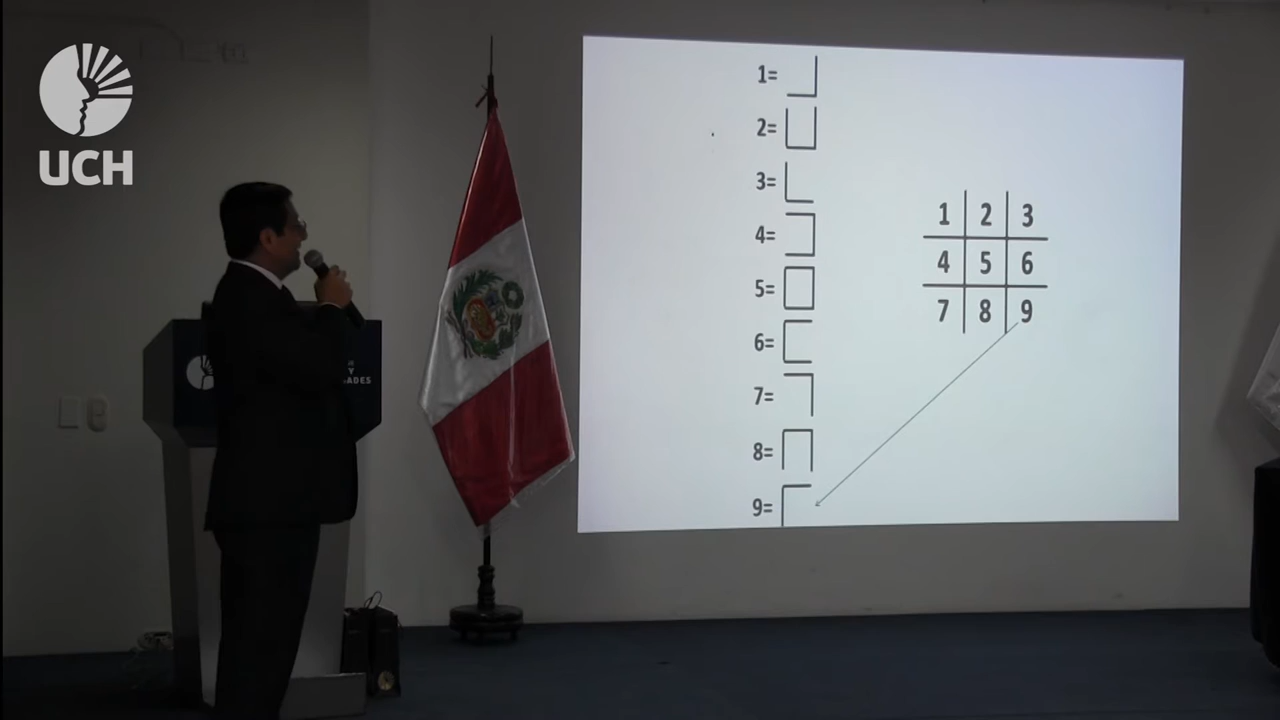 UCH
H
Y
ADES
1=
2=
3=
4=
5=
6=
7=
8=
9=
1 2 3
4 5 6
7 8 9